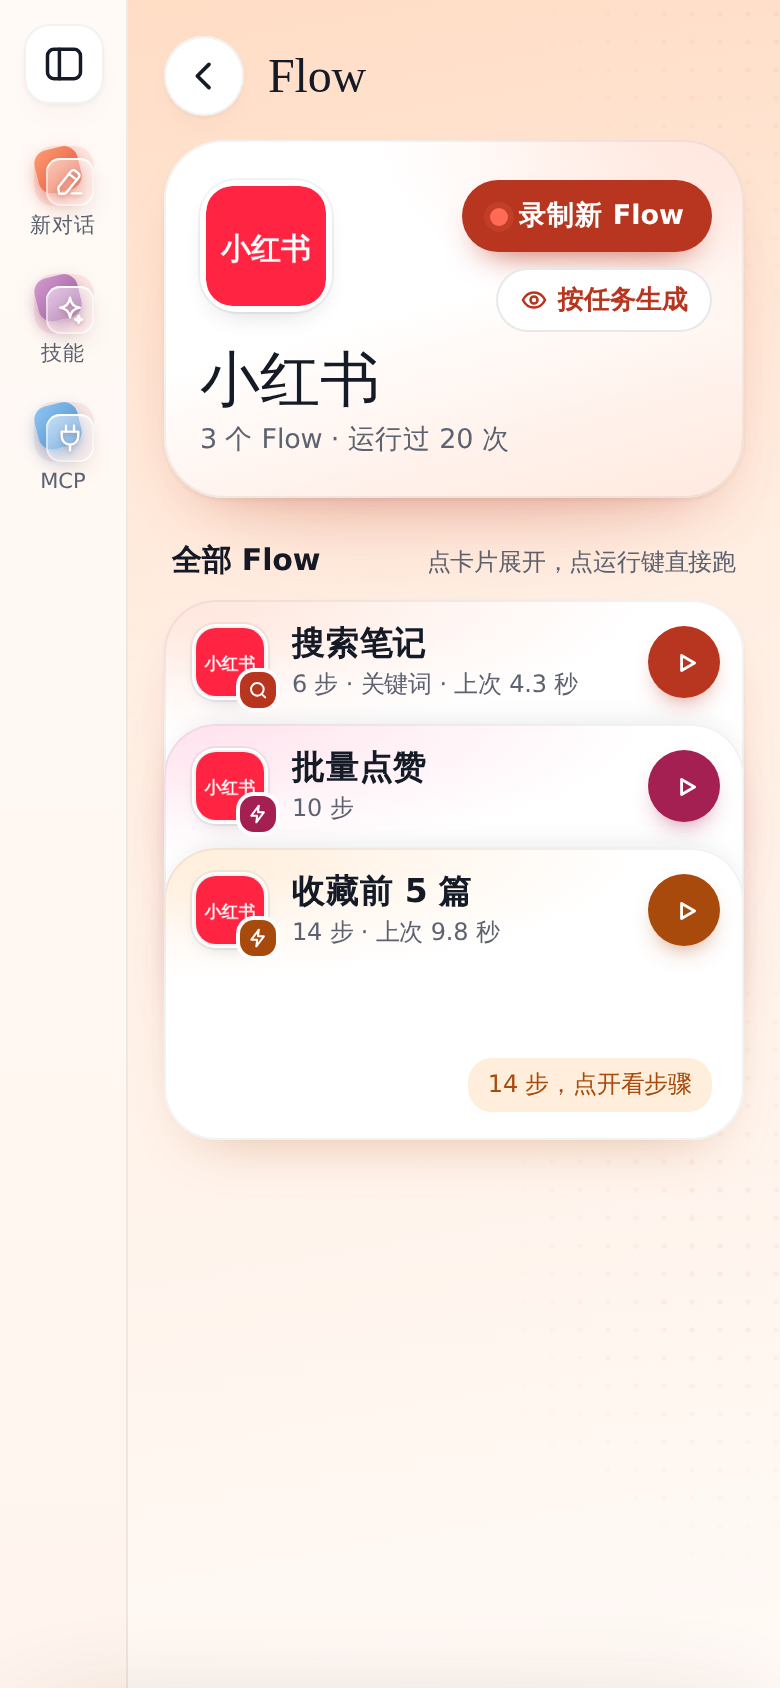 Flow
新对话
技能
MCP
小红书
录制新 Flow
按任务生成
小红书
3 个 Flow · 运行过 20 次
全部 Flow
点卡片展开，点运行键直接跑
小红书
搜索笔记
6 步 · 关键词 · 上次 4.3 秒
小红书
批量点赞
10 步
小红书
收藏前 5 篇
14 步 · 上次 9.8 秒
14 步，点开看步骤